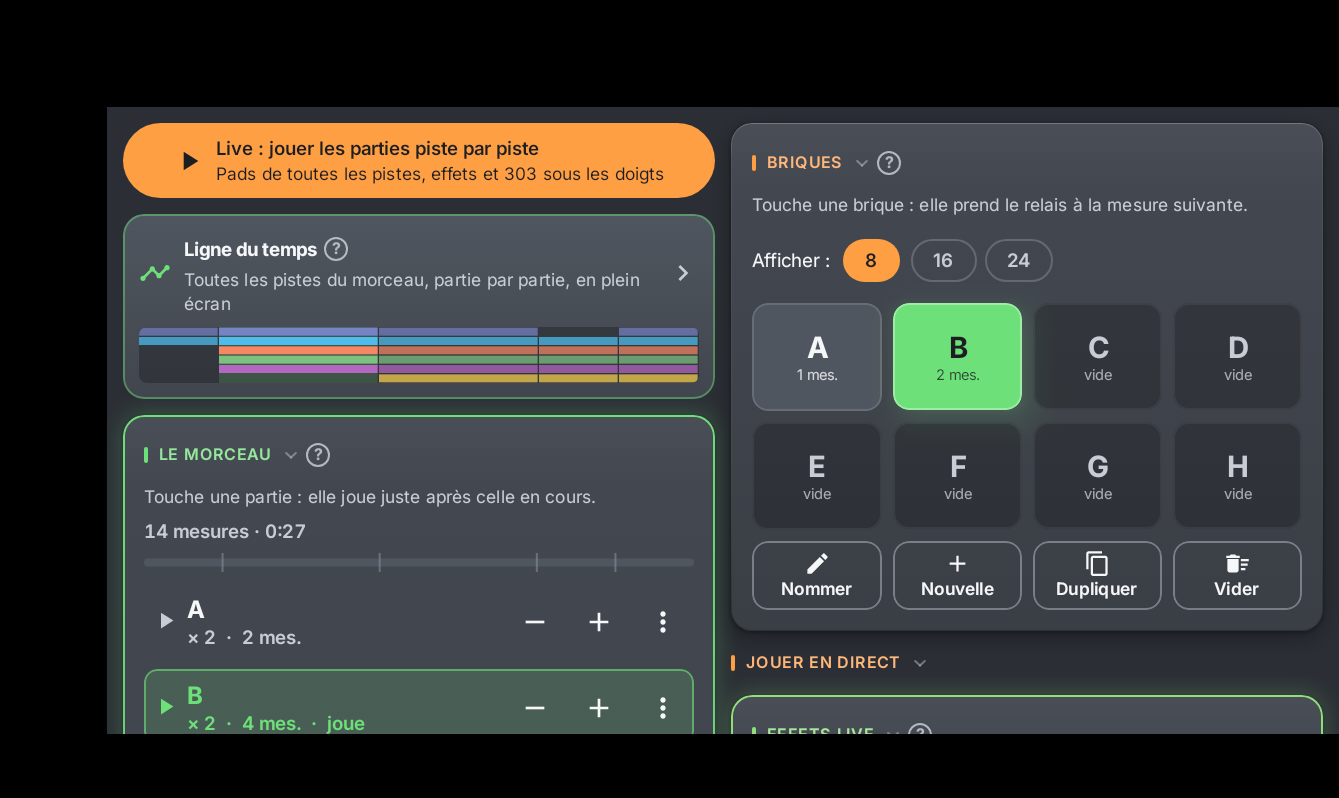 Live : jouer les parties piste par piste
Pads de toutes les pistes, effets et 303 sous les doigts
Ligne du temps ?
Toutes les pistes du morceau, partie par partie, en plein
écran
LE MORCEAU ?
Touche une partie : elle joue juste après celle en cours.
14 mesures · 0:27
A
× 2 · 2 mes.
B
× 2 · 4 mes. · joue
BRIQUES ?
Touche une brique : elle prend le relais à la mesure suivante.
Afficher : 8 16 24
A B C D
1 mes. 2 mes. vide vide
E F G H
vide vide vide vide
Nommer Nouvelle Dupliquer Vider
JOUER EN DIRECT
EFFETS LIVE ?